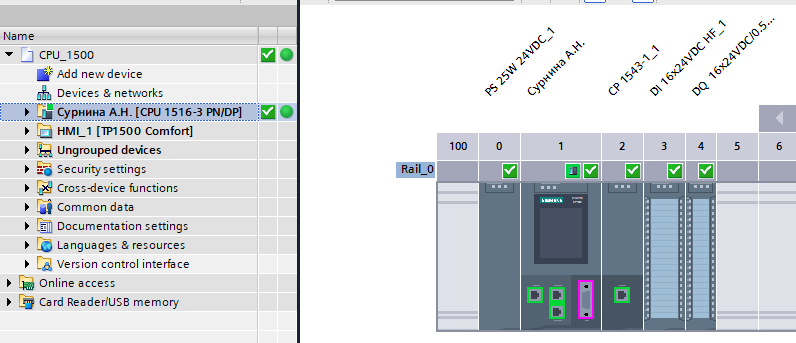 Name
CPU_1500
Add new device
Devices & networks
Сурнина А.Н. [CPU 1516-3 PN/DP]
HMI_1 [TP1500 Comfort]
Ungrouped devices
Security settings
Cross-device functions
Common data
Documentation settings
Languages & resources
Version control interface
Online access
Card Reader/USB memory
PS 25W 24VDC_1
Сурнина А.Н.
CP 1543-1_1
DI 16x24VDC HF_1
DQ 16x24VDC/0.5...
100 0 1 2 3 4 5 6
Rail_0
SIEMENS